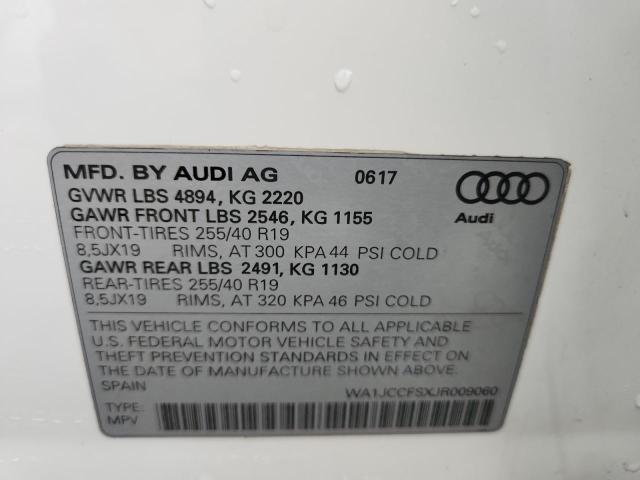 MFD. BY AUDI AG 0617
GVWR LBS 4894, KG 2220
GAWR FRONT LBS 2546, KG 1155
FRONT-TIRES 255/40 R19
8,5JX19 RIMS, AT 300 KPA 44 PSI COLD
GAWR REAR LBS 2491, KG 1130
REAR-TIRES 255/40 R19
8,5JX19 RIMS, AT 320 KPA 46 PSI COLD
Audi
THIS VEHICLE CONFORMS TO ALL APPLICABLE
U.S. FEDERAL MOTOR VEHICLE SAFETY AND
THEFT PREVENTION STANDARDS IN EFFECT
ON THE DATE OF MANUFACTURE SHOWN ABOVE.
SPAIN WA1JCCFSXJR009060
TYPE:
MPV